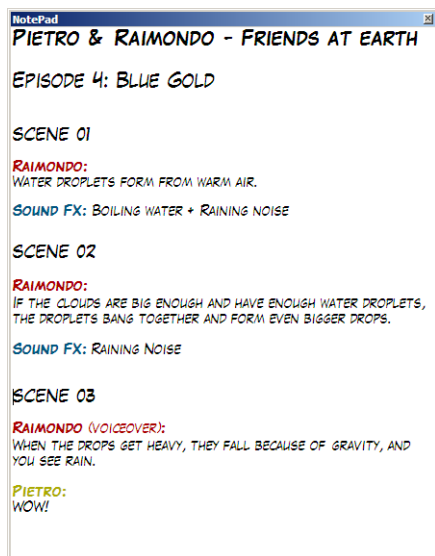 NotePad
Pietro & Raimondo - Friends at earth
Episode 4: Blue Gold
SCENE 01
Raimondo:
Water droplets form from warm air.
Sound FX: Boiling water + Raining noise
SCENE 02
Raimondo:
If the clouds are big enough and have enough water droplets,
the droplets bang together and form even bigger drops.
Sound FX: Raining Noise
SCENE 03
Raimondo (voiceover):
When the drops get heavy, they fall because of gravity, and
you see rain.
Pietro:
WOW!